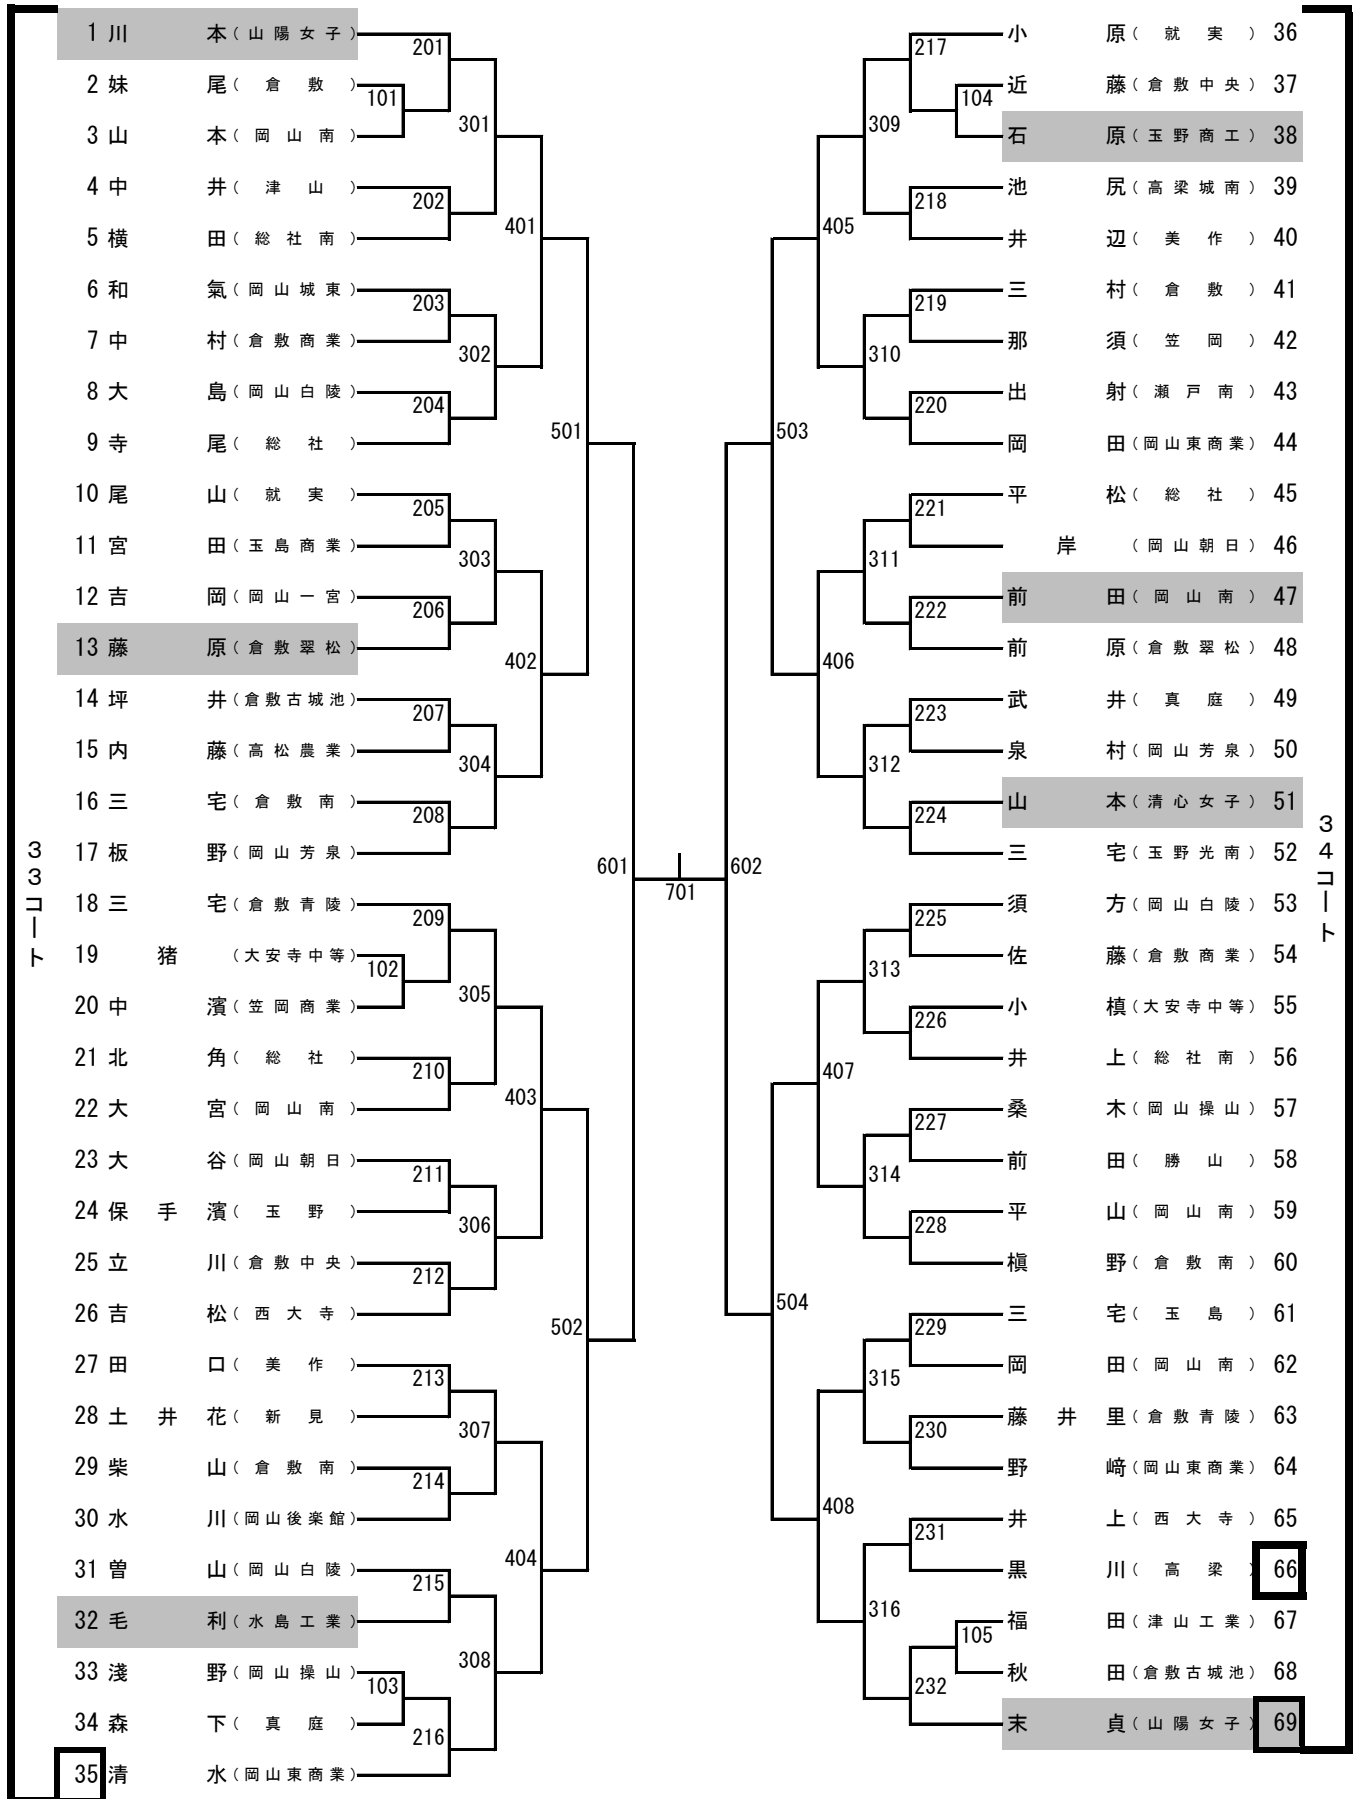 1 川本(山陽女子)
2 妹尾(倉敷)
3 山本(岡山南)
4 中井(津山)
5 横田(総社南)
6 和氣(岡山城東)
7 中村(倉敷商業)
8 大島(岡山白陵)
9 寺尾(総社)
10 尾山(就実)
11 宮田(玉島商業)
12 吉岡(岡山一宮)
13 藤原(倉敷翠松)
14 坪井(倉敷古城池)
15 内藤(高松農業)
16 三宅(倉敷南)
17 板野(岡山芳泉)
18 三宅(倉敷青陵)
19 猪(大安寺中等)
20 中濱(笠岡商業)
21 北角(総社)
22 大宮(岡山南)
23 大谷(岡山朝日)
24 保手濱(玉野)
25 立川(倉敷中央)
26 吉松(西大寺)
27 田口(美作)
28 土井花(新見)
29 柴山(倉敷南)
30 水川(岡山後楽館)
31 曽山(岡山白陵)
32 毛利(水島工業)
33 淺野(岡山操山)
34 森下(真庭)
35 清水(岡山東商業)
33コート
101
102
103
201
202
203
204
205
206
207
208
209
210
211
212
213
214
215
216
301
302
303
304
305
306
307
308
401
402
403
404
501
502
601
701
602
503
504
405
406
407
408
309
310
311
312
313
314
315
316
217
218
219
220
221
222
223
224
225
226
227
228
229
230
231
232
104
105
小原(就実) 36
近藤(倉敷中央) 37
石原(玉野商工) 38
池尻(高梁城南) 39
井辺(美作) 40
三村(倉敷) 41
那須(笠岡) 42
出射(瀬戸南) 43
岡田(岡山東商業) 44
平松(総社) 45
岸(岡山朝日) 46
前田(岡山南) 47
前原(倉敷翠松) 48
武井(真庭) 49
泉村(岡山芳泉) 50
山本(清心女子) 51
三宅(玉野光南) 52
須方(岡山白陵) 53
佐藤(倉敷商業) 54
小槙(大安寺中等) 55
井上(総社南) 56
桑木(岡山操山) 57
前田(勝山) 58
平山(岡山南) 59
槇野(倉敷南) 60
三宅(玉島) 61
岡田(岡山南) 62
藤井里(倉敷青陵) 63
野﨑(岡山東商業) 64
井上(西大寺) 65
黒川(高梁) 66
福田(津山工業) 67
秋田(倉敷古城池) 68
末貞(山陽女子) 69
34コート